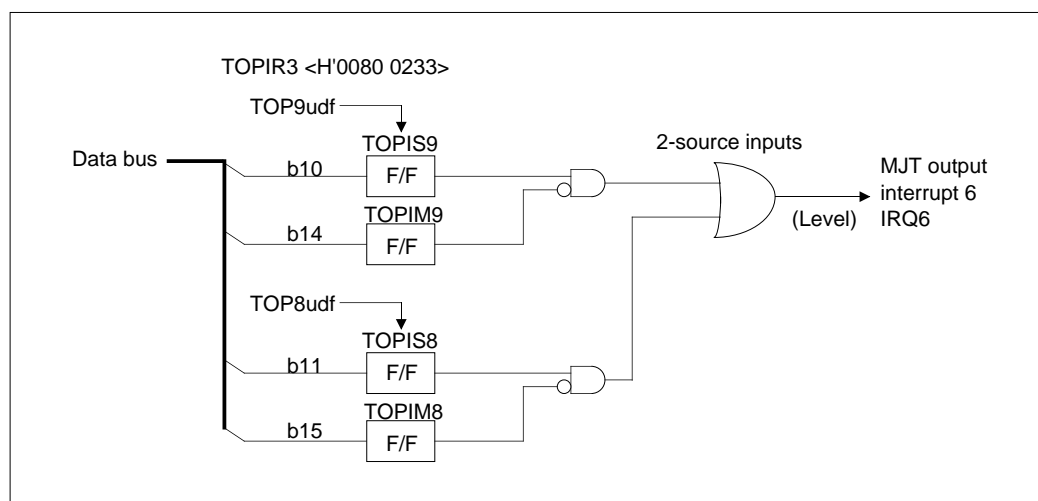 TOPIR3 <H'0080 0233>
TOP9udf
TOPIS9
Data bus
b10
F/F
TOPIM9
b14
F/F
2-source inputs
MJT output
interrupt 6
IRQ6
(Level)
TOP8udf
TOPIS8
b11
F/F
TOPIM8
b15
F/F